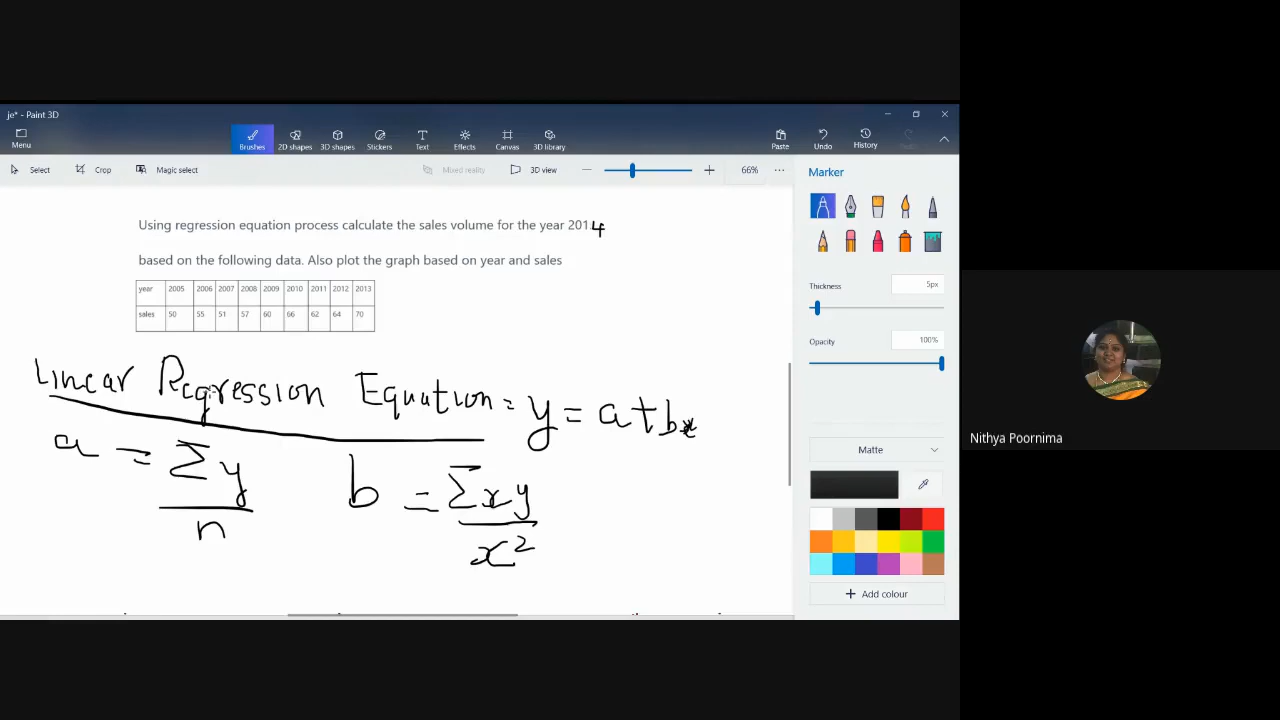 je* - Paint 3D
Menu
Brushes 2D shapes 3D shapes Stickers Text Effects Canvas 3D library Paste Undo History
Select Crop Magic select Mixed reality 3D view 66%
Marker
Using regression equation process calculate the sales volume for the year 2014
based on the following data. Also plot the graph based on year and sales
year 2005 2006 2007 2008 2009 2010 2011 2012 2013
sales 50 55 51 57 60 66 62 64 70
Thickness 5px
Opacity 100%
Linear Regression Equation = y = a + bx
a = Σy / n b = Σxy / x²
Matte
Add colour
Nithya Poornima